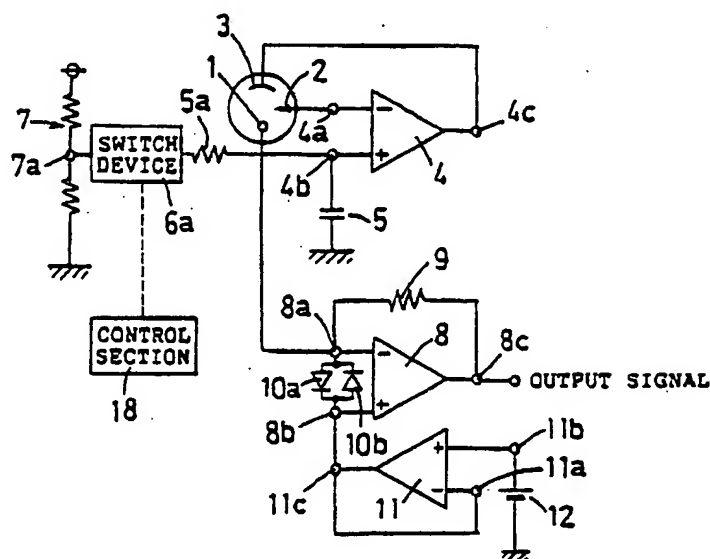 3
2
1
5a
7
4a
4c
SWITCH
DEVICE
7a
4b
4
6a
5
9
8a
8
8c
CONTROL
SECTION
10a
OUTPUT SIGNAL
18
8b
10b
11b
11a
11c
11
12